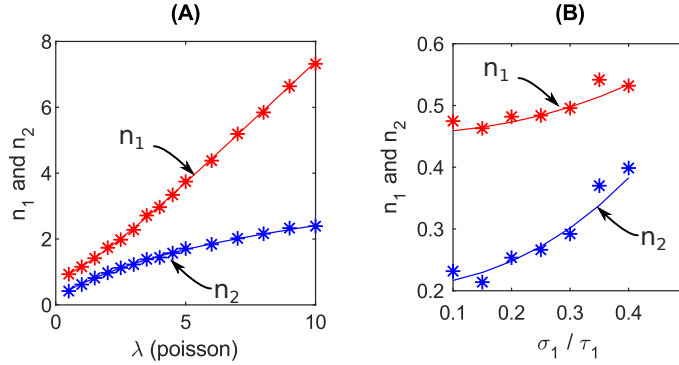 (A)
n₁ and n₂
8
6
4
2
0
n₁
n₂
0
5
10
λ (poisson)
(B)
n₁ and n₂
0.6
0.5
0.4
0.3
0.2
n₁
n₂
0.1
0.2
0.3
0.4
σ₁ / τ₁